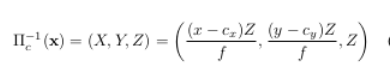 Π_c^{-1}(𝐱) = (X, Y, Z) = ( (x − c_x)Z / f , (y − c_y)Z / f , Z )